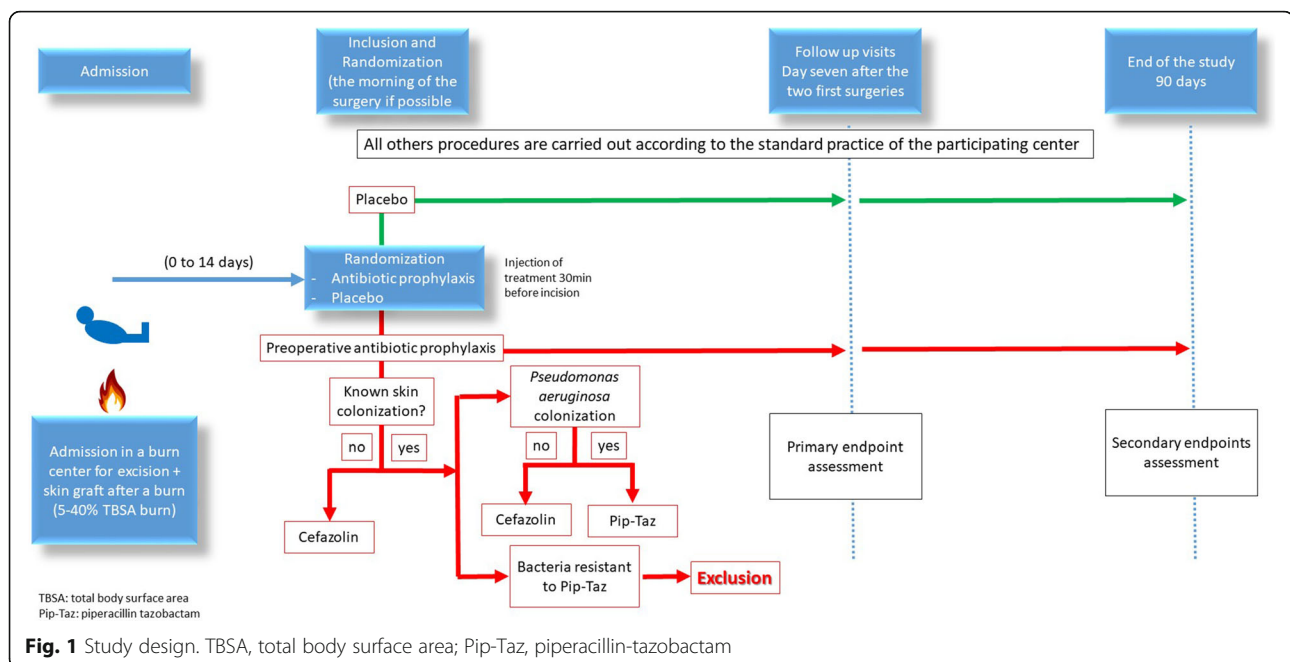 Admission
Inclusion and
Randomization
(the morning of the
surgery if possible
Follow up visits
Day seven after the
two first surgeries
End of the study
90 days
All others procedures are carried out according to the standard practice of the participating center
Placebo
(0 to 14 days)
Randomization
- Antibiotic prophylaxis
- Placebo
Injection of
treatment 30min
before incision
Preoperative antibiotic prophylaxis
Known skin
colonization?
no
yes
Cefazolin
Pseudomonas
aeruginosa
colonization
no
yes
Cefazolin
Pip-Taz
Bacteria resistant
to Pip-Taz
Exclusion
Primary endpoint
assessment
Secondary endpoints
assessment
Admission in a burn
center for excision +
skin graft after a burn
(5-40% TBSA burn)
TBSA: total body surface area
Pip-Taz: piperacillin tazobactam
Fig. 1 Study design. TBSA, total body surface area; Pip-Taz, piperacillin-tazobactam